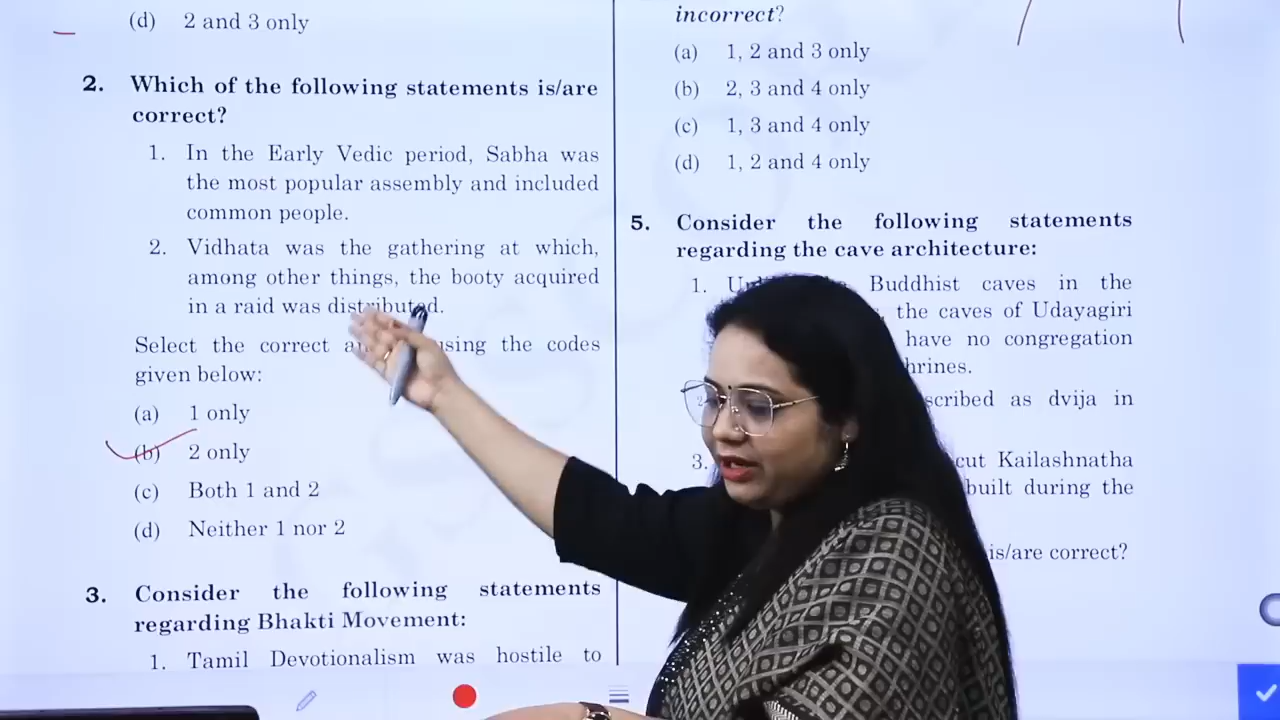 (d) 2 and 3 only
2. Which of the following statements is/are
correct?
1. In the Early Vedic period, Sabha was
the most popular assembly and included
common people.
2. Vidhata was the gathering at which,
among other things, the booty acquired
in a raid was distributed.
Select the correct using the codes
given below:
(a) 1 only
(b) 2 only
(c) Both 1 and 2
(d) Neither 1 nor 2
3. Consider the following statements
regarding Bhakti Movement:
1. Tamil Devotionalism was hostile to
incorrect?
(a) 1, 2 and 3 only
(b) 2, 3 and 4 only
(c) 1, 3 and 4 only
(d) 1, 2 and 4 only
5. Consider the following statements
regarding the cave architecture:
1. Buddhist caves in the
the caves of Udayagiri
have no congregation
dvija in
3. Kailashnatha
built during the
is/are correct?